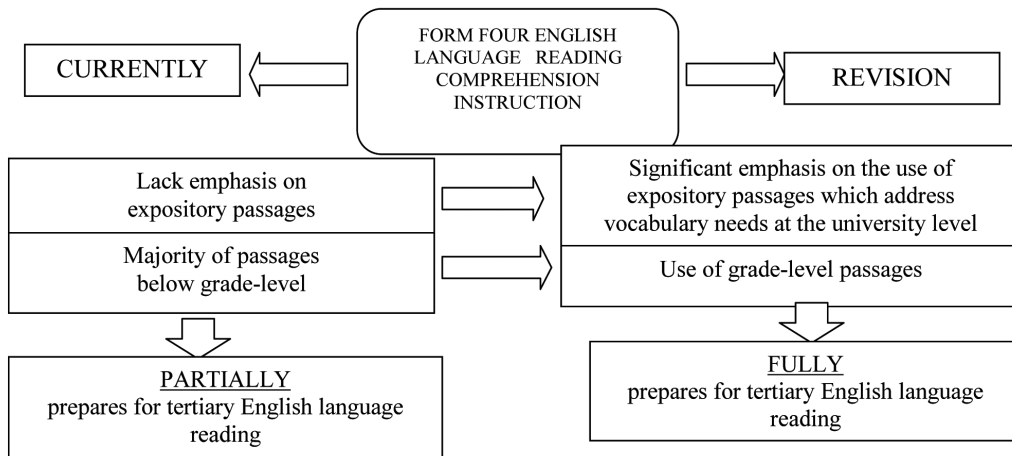 FORM FOUR ENGLISH
LANGUAGE READING
COMPREHENSION
INSTRUCTION
CURRENTLY
REVISION
Lack emphasis on
expository passages
Significant emphasis on the use of
expository passages which address
vocabulary needs at the university level
Majority of passages
below grade-level
Use of grade-level passages
PARTIALLY
prepares for tertiary English language
reading
FULLY
prepares for tertiary English language
reading